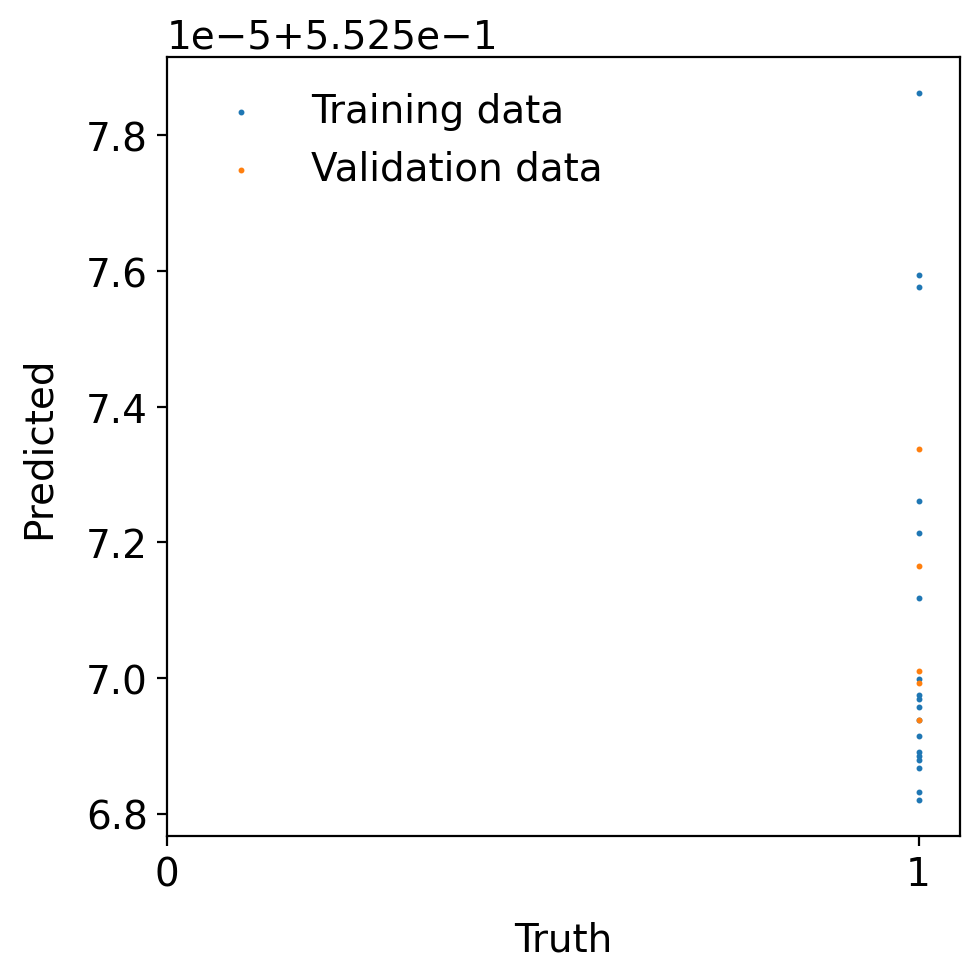 1e−5+5.525e−1
Training data
Validation data
7.8
7.6
7.4
7.2
7.0
6.8
Predicted
0
1
Truth